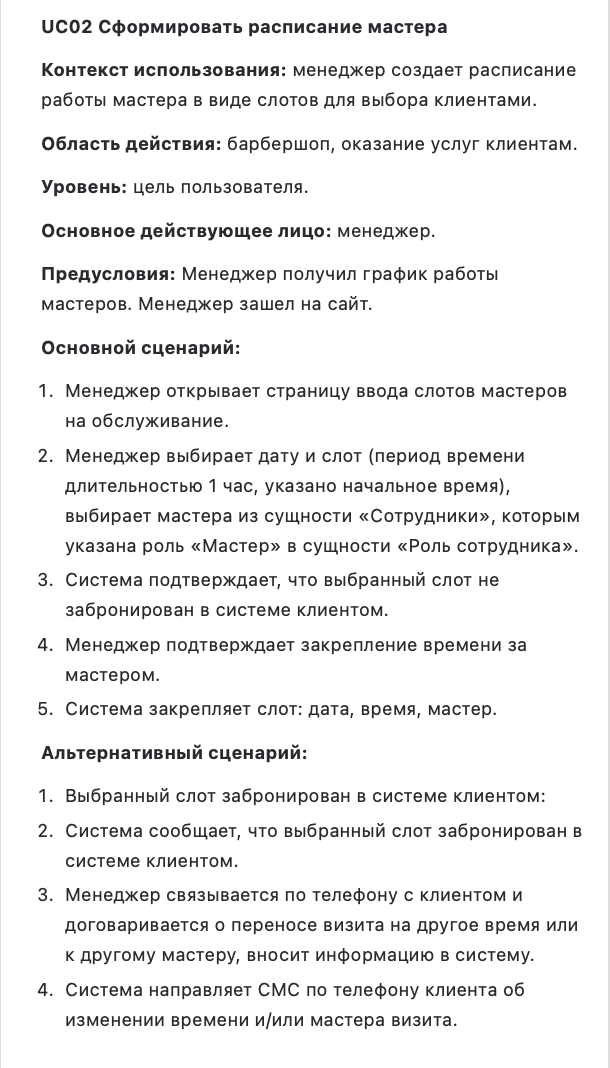 UC02 Сформировать расписание мастера
Контекст использования: менеджер создает расписание
работы мастера в виде слотов для выбора клиентами.
Область действия: барбершоп, оказание услуг клиентам.
Уровень: цель пользователя.
Основное действующее лицо: менеджер.
Предусловия: Менеджер получил график работы
мастеров. Менеджер зашел на сайт.
Основной сценарий:
1. Менеджер открывает страницу ввода слотов мастеров
на обслуживание.
2. Менеджер выбирает дату и слот (период времени
длительностью 1 час, указано начальное время),
выбирает мастера из сущности «Сотрудники», которым
указана роль «Мастер» в сущности «Роль сотрудника».
3. Система подтверждает, что выбранный слот не
забронирован в системе клиентом.
4. Менеджер подтверждает закрепление времени за
мастером.
5. Система закрепляет слот: дата, время, мастер.
Альтернативный сценарий:
1. Выбранный слот забронирован в системе клиентом:
2. Система сообщает, что выбранный слот забронирован в
системе клиентом.
3. Менеджер связывается по телефону с клиентом и
договаривается о переносе визита на другое время или
к другому мастеру, вносит информацию в систему.
4. Система направляет СМС по телефону клиента об
изменении времени и/или мастера визита.